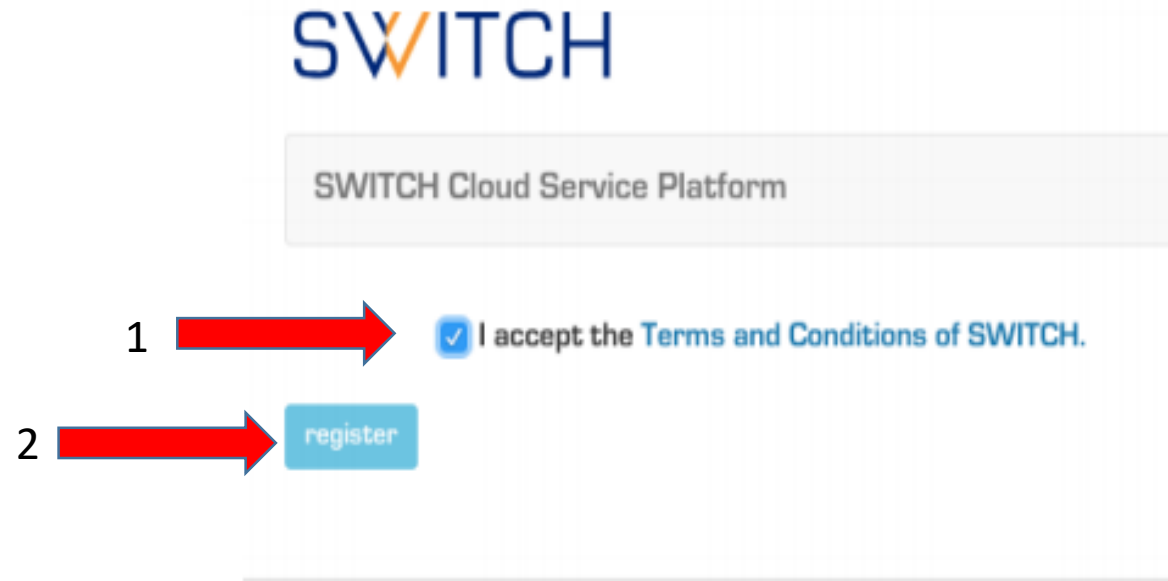 SWITCH
SWITCH Cloud Service Platform
1
I accept the Terms and Conditions of SWITCH.
2
register